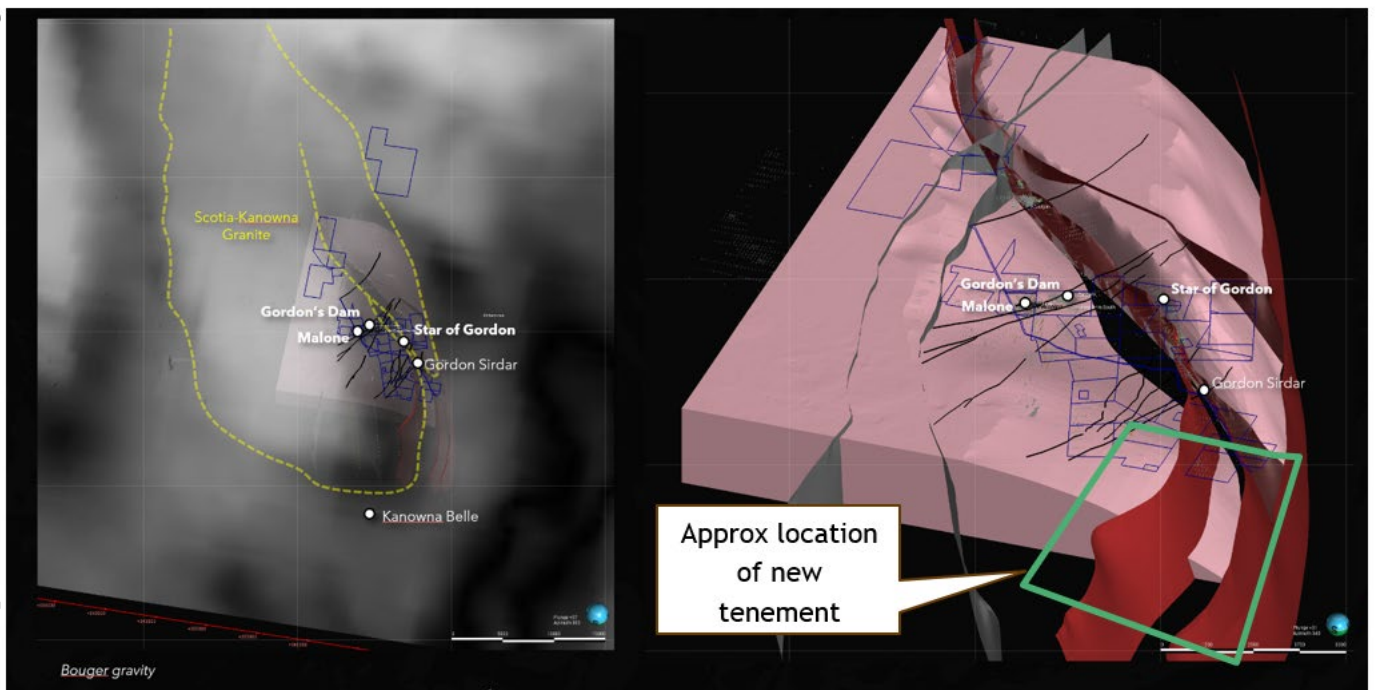 Scotia-Kanowna
Granite
Gordon's Dam
Malone
Star of Gordon
Gordon Sirdar
Kanowna Belle
Bouger gravity
Gordon's Dam
Malone
Star of Gordon
Gordon Sirdar
Approx location
of new
tenement